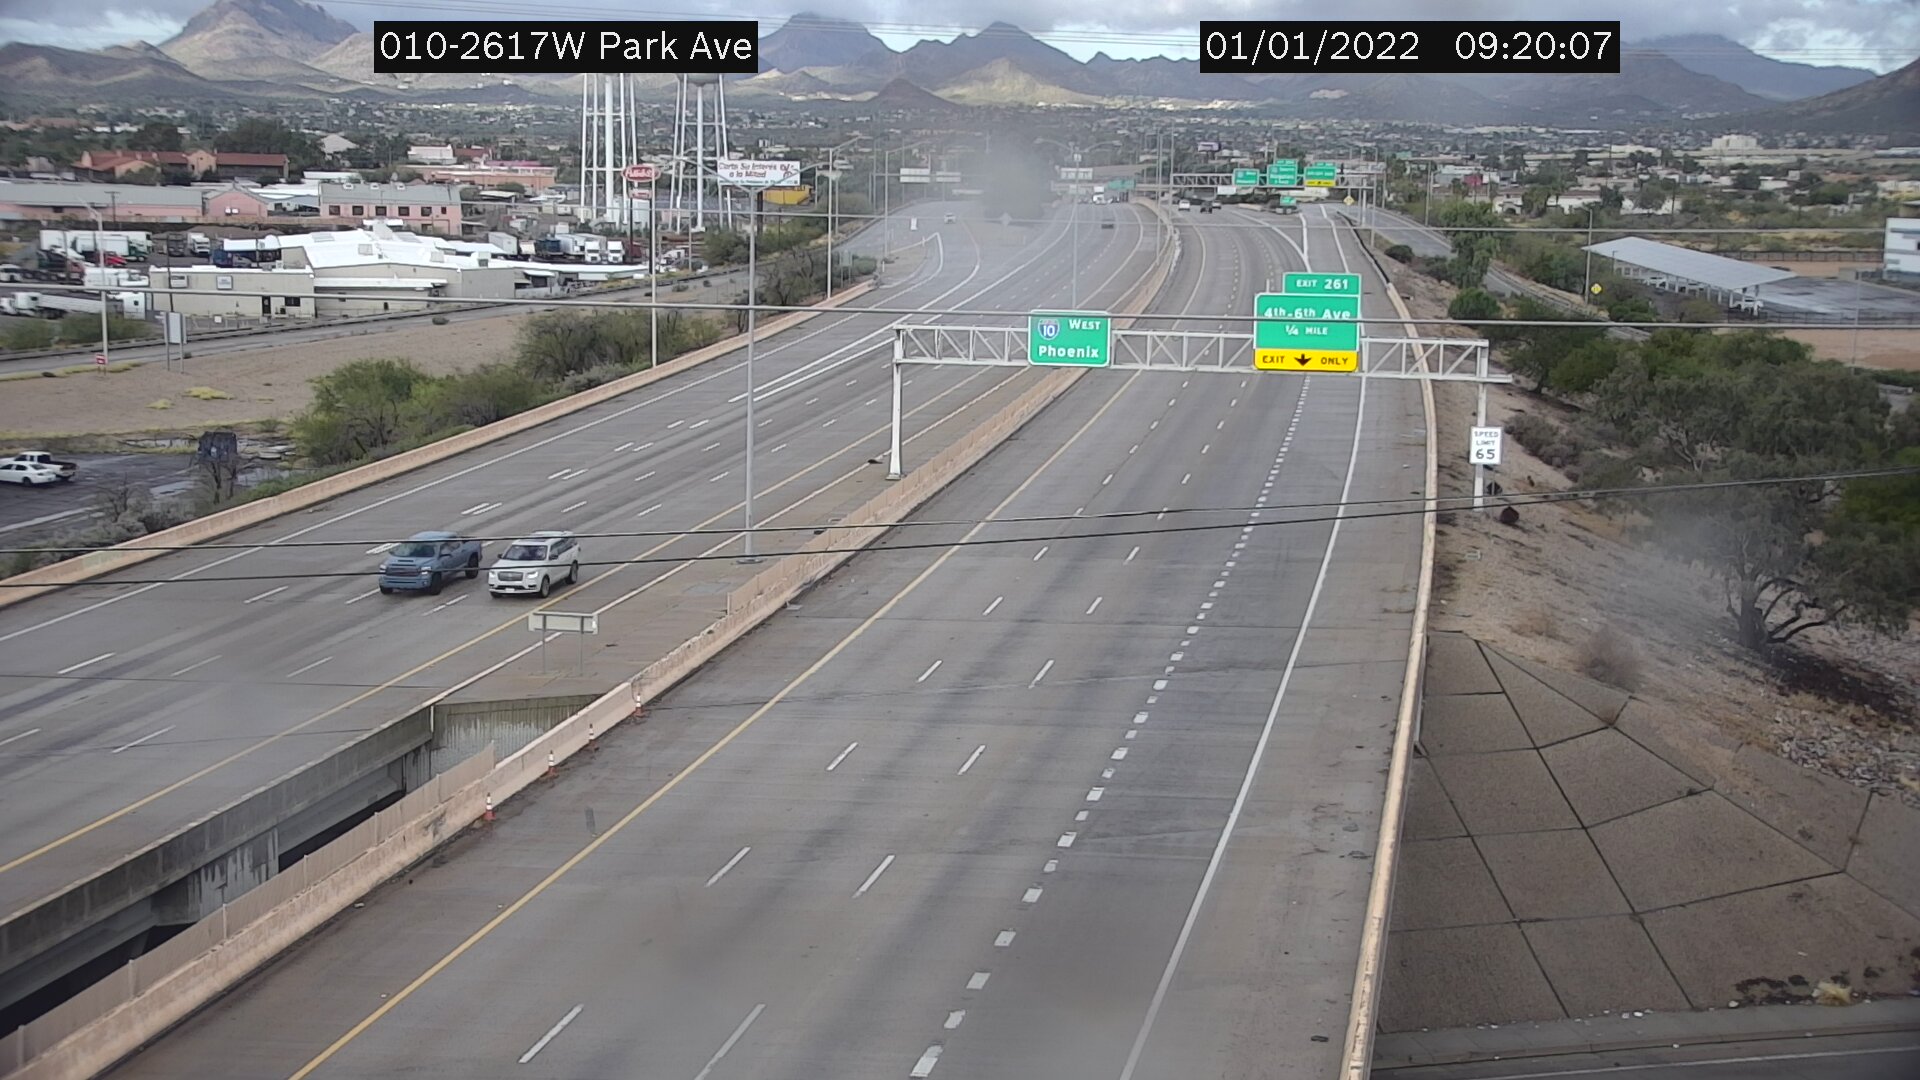 010-2617W Park Ave
01/01/2022 09:20:07
EXIT 261
4th-6th Ave
1/4 MILE
EXIT ONLY
WEST
10
Phoenix
SPEED
LIMIT
65